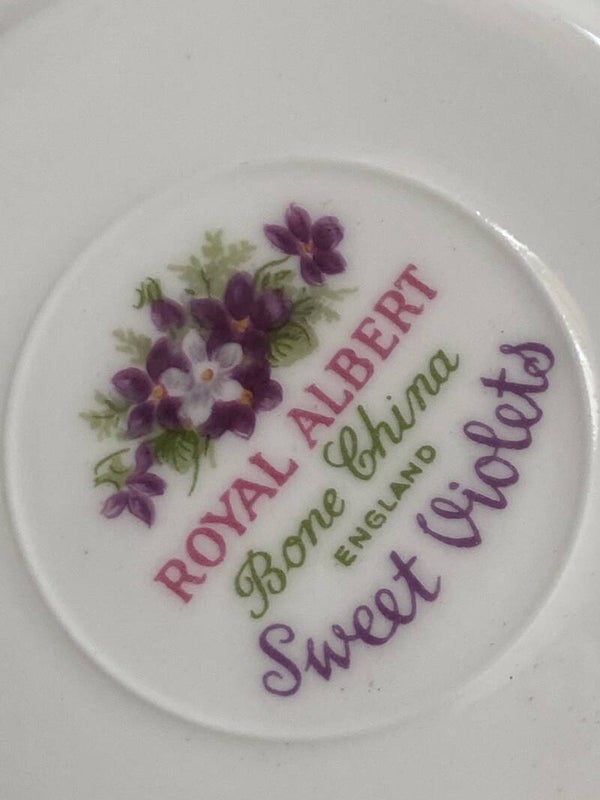 ROYAL ALBERT
Bone China
ENGLAND
Sweet Violets